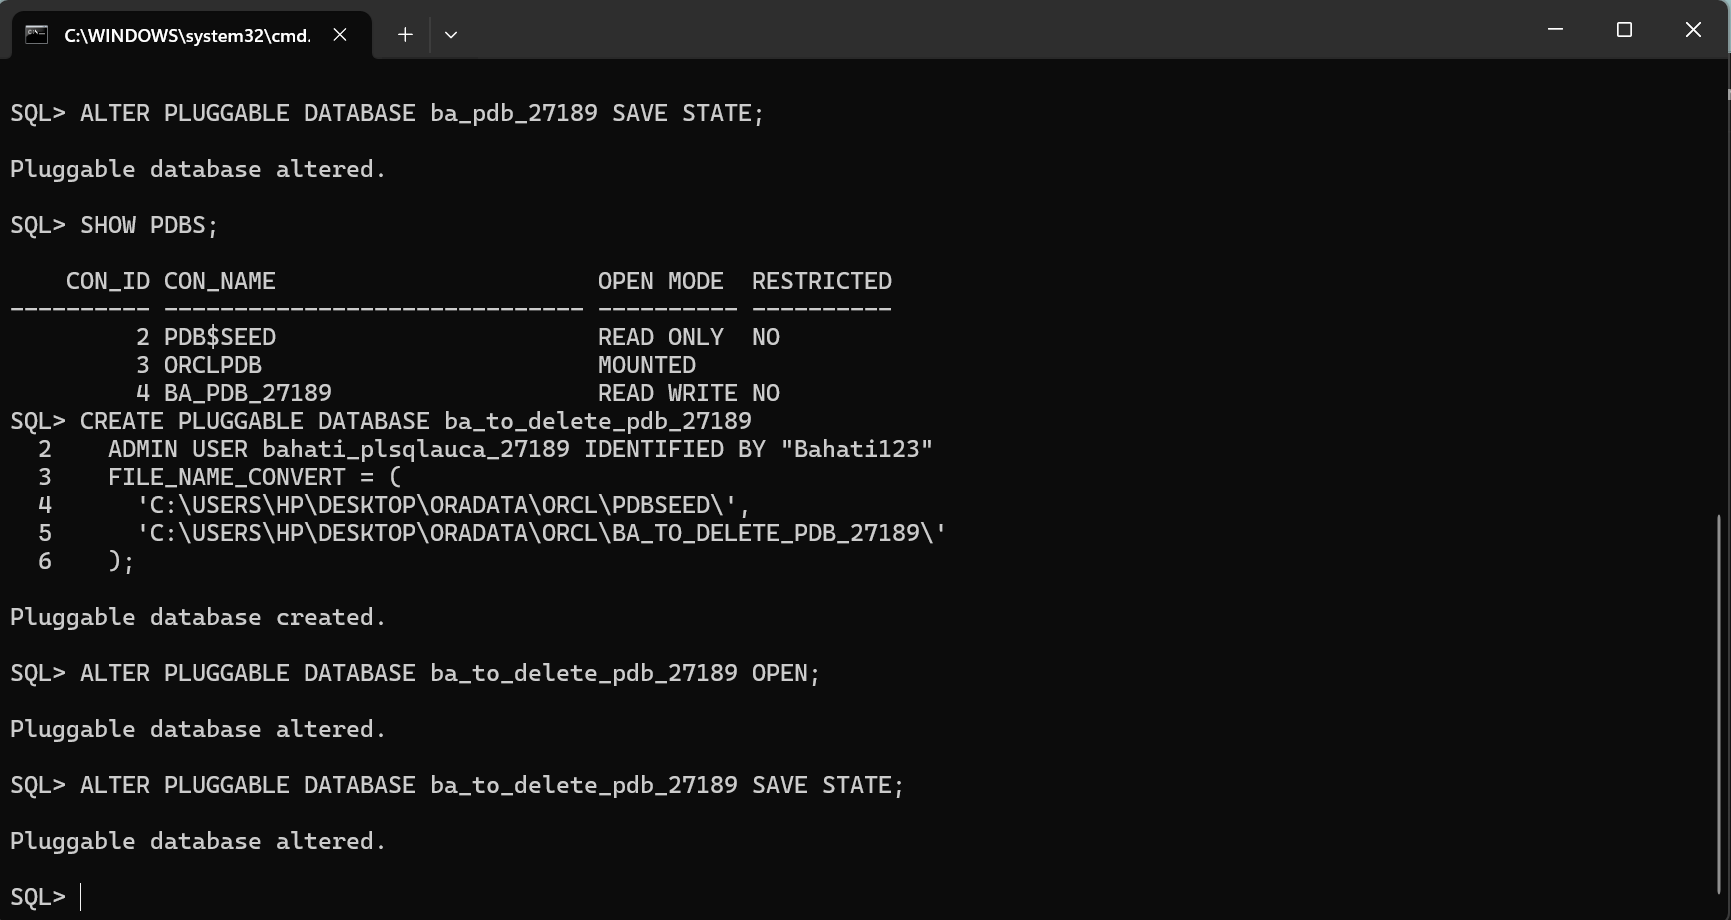 C:\WINDOWS\system32\cmd.
SQL> ALTER PLUGGABLE DATABASE ba_pdb_27189 SAVE STATE;
Pluggable database altered.
SQL> SHOW PDBS;
    CON_ID CON_NAME                       OPEN MODE  RESTRICTED
---------- ------------------------------ ---------- ----------
         2 PDB$SEED                       READ ONLY  NO
         3 ORCLPDB                        MOUNTED
         4 BA_PDB_27189                   READ WRITE NO
SQL> CREATE PLUGGABLE DATABASE ba_to_delete_pdb_27189
  2    ADMIN USER bahati_plsqlauca_27189 IDENTIFIED BY "Bahati123"
  3    FILE_NAME_CONVERT = (
  4      'C:\USERS\HP\DESKTOP\ORADATA\ORCL\PDBSEED\',
  5      'C:\USERS\HP\DESKTOP\ORADATA\ORCL\BA_TO_DELETE_PDB_27189\'
  6    );
Pluggable database created.
SQL> ALTER PLUGGABLE DATABASE ba_to_delete_pdb_27189 OPEN;
Pluggable database altered.
SQL> ALTER PLUGGABLE DATABASE ba_to_delete_pdb_27189 SAVE STATE;
Pluggable database altered.
SQL>